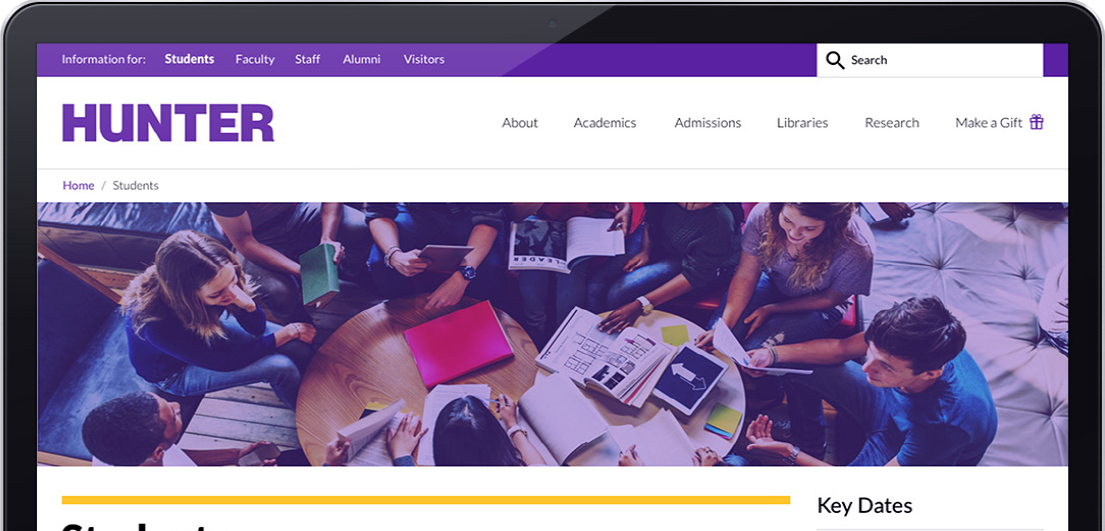 Information for: Students Faculty Staff Alumni Visitors
Search
HUNTER
About Academics Admissions Libraries Research Make a Gift
Home / Students
LEADER
Key Dates